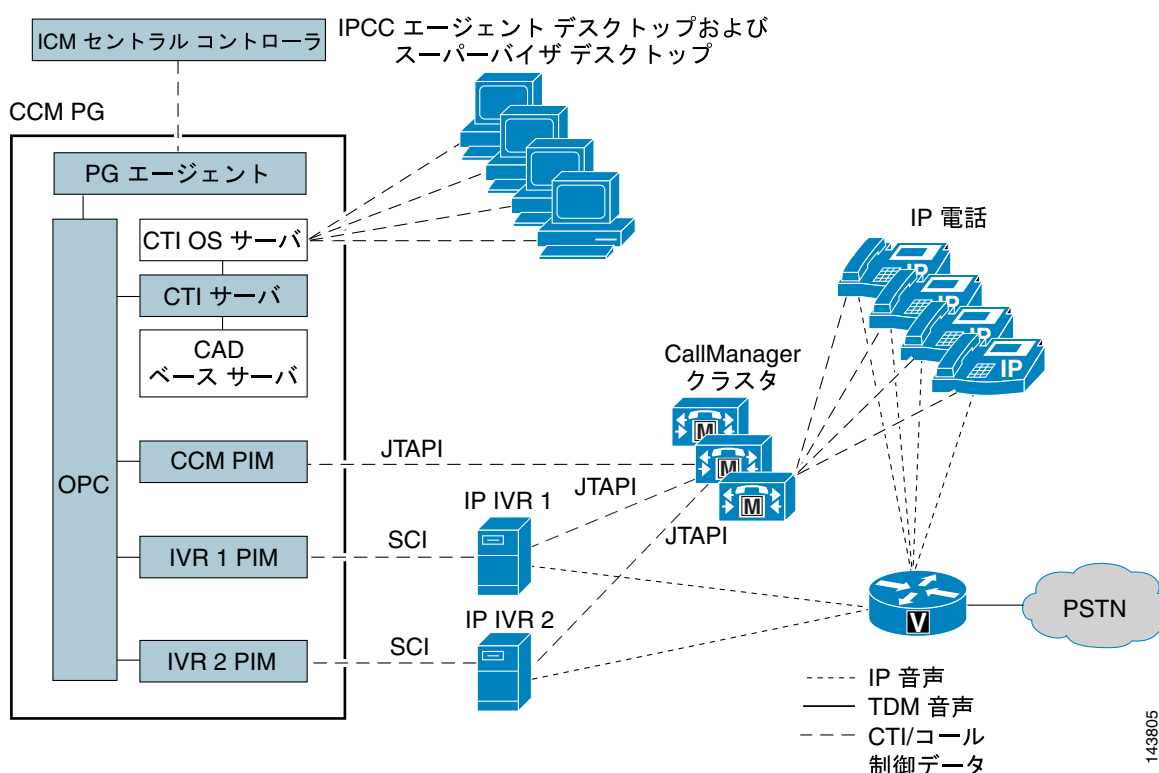 ICM セントラル コントローラ
IPCC エージェント デスクトップおよび
スーパーバイザ デスクトップ
CCM PG
PG エージェント
CTI OS サーバ
CTI サーバ
CAD
ベース サーバ
OPC
CCM PIM
IVR 1 PIM
IVR 2 PIM
JTAPI
SCI
SCI
IP IVR 1
IP IVR 2
JTAPI
JTAPI
CallManager
クラスタ
M
M
M
IP 電話
IP
IP
IP
IP
V
PSTN
IP 音声
TDM 音声
CTI/コール
制御データ
143805